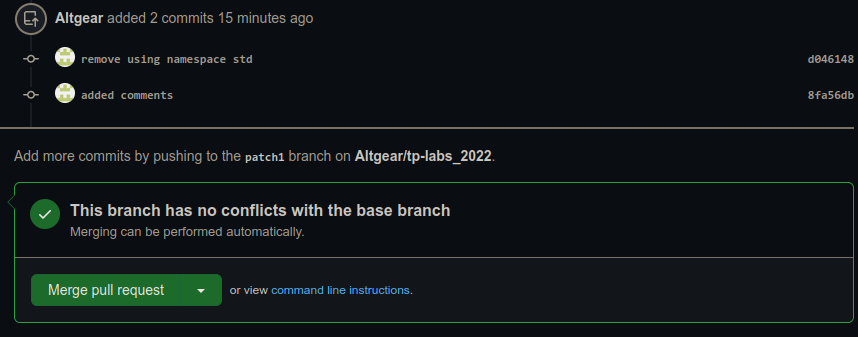 Altgear added 2 commits 15 minutes ago
remove using namespace std d046148
added comments 8fa56db
Add more commits by pushing to the patch1 branch on Altgear/tp-labs_2022.
This branch has no conflicts with the base branch
Merging can be performed automatically.
Merge pull request or view command line instructions.